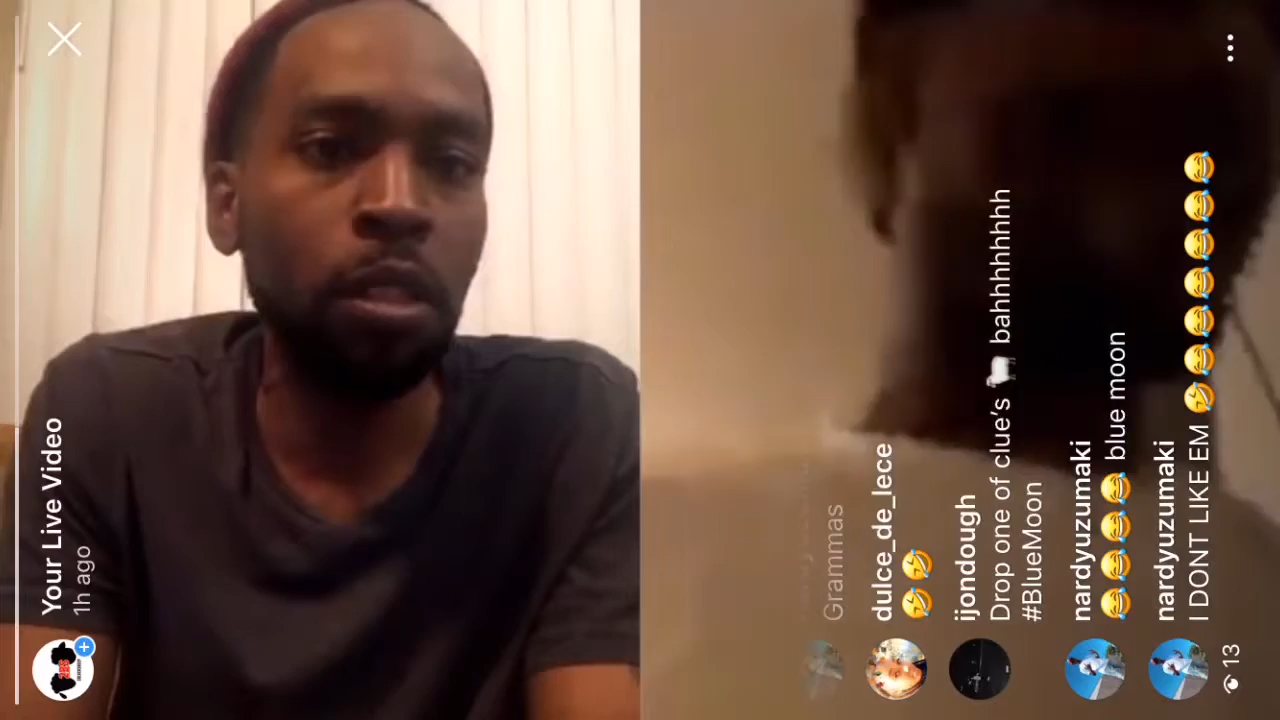 Your Live Video
1h ago
Grammas
dulce_de_lece
🤣🤣
ijondough
Drop one of clue's 🐑 bahhhhhhhh
#BlueMoon
nardyuzumaki
😂😂😂😂 blue moon
nardyuzumaki
I DONT LIKE EM 🤣😂😂😂😂😂😂
13